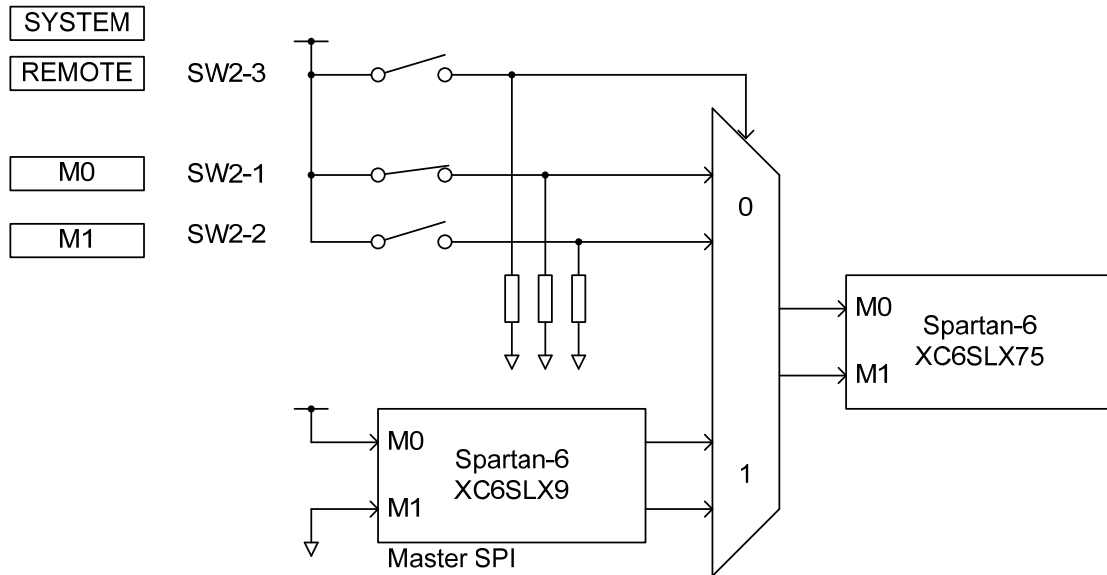 SYSTEM
REMOTE SW2-3
M0 SW2-1
M1 SW2-2
0
M0
Spartan-6
XC6SLX75
M1
M0
Spartan-6
XC6SLX9
M1
1
Master SPI